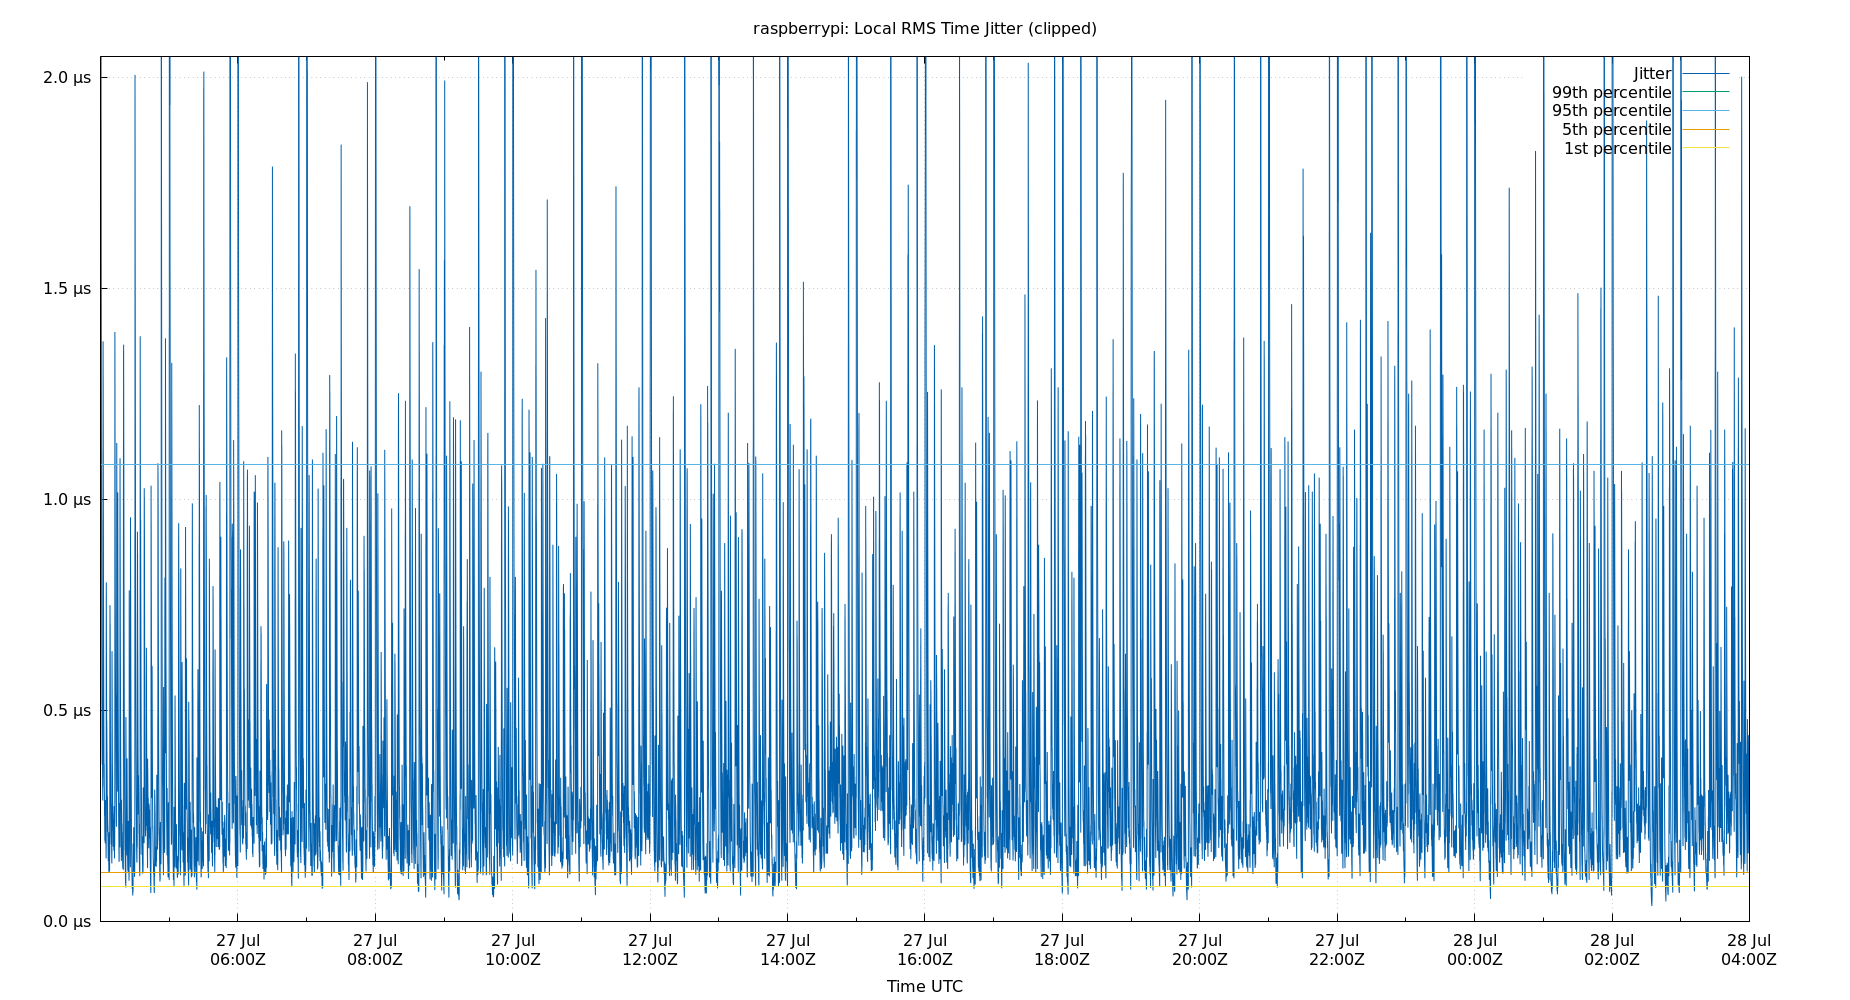 raspberrypi: Local RMS Time Jitter (clipped)
2.0 µs
1.5 µs
1.0 µs
0.5 µs
0.0 µs
Jitter
99th percentile
95th percentile
5th percentile
1st percentile
27 Jul 27 Jul 27 Jul 27 Jul 27 Jul 27 Jul 27 Jul 27 Jul 27 Jul 28 Jul 28 Jul 28 Jul
06:00Z 08:00Z 10:00Z 12:00Z 14:00Z 16:00Z 18:00Z 20:00Z 22:00Z 00:00Z 02:00Z 04:00Z
Time UTC